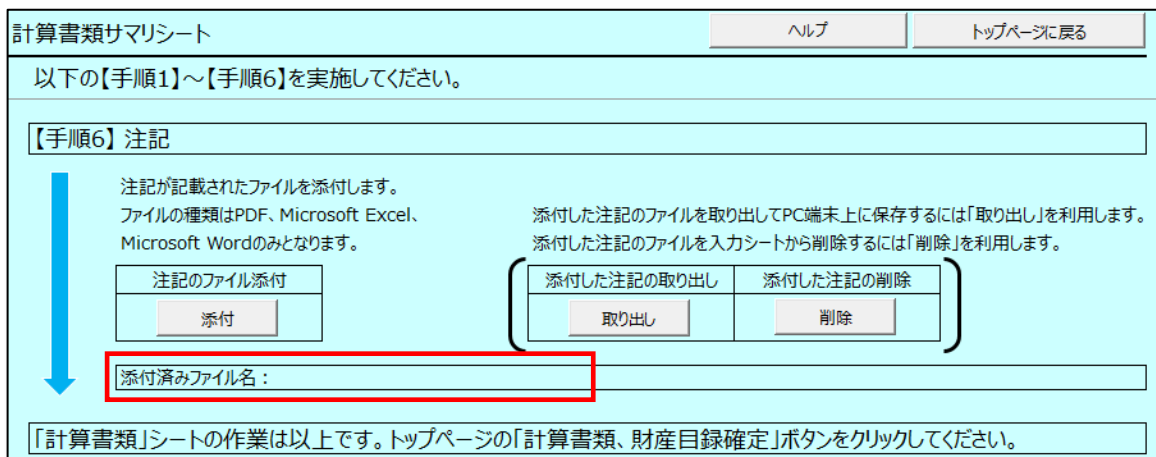 計算書類サマリシート
ヘルプ
トップページに戻る
以下の【手順1】～【手順6】を実施してください。
【手順6】 注記
注記が記載されたファイルを添付します。
ファイルの種類はPDF、Microsoft Excel、
Microsoft Wordのみとなります。
添付した注記のファイルを取り出してPC端末上に保存するには「取り出し」を利用します。
添付した注記のファイルを入力シートから削除するには「削除」を利用します。
注記のファイル添付
添付
添付した注記の取り出し
添付した注記の削除
取り出し
削除
添付済みファイル名：
「計算書類」シートの作業は以上です。トップページの「計算書類、財産目録確定」ボタンをクリックしてください。